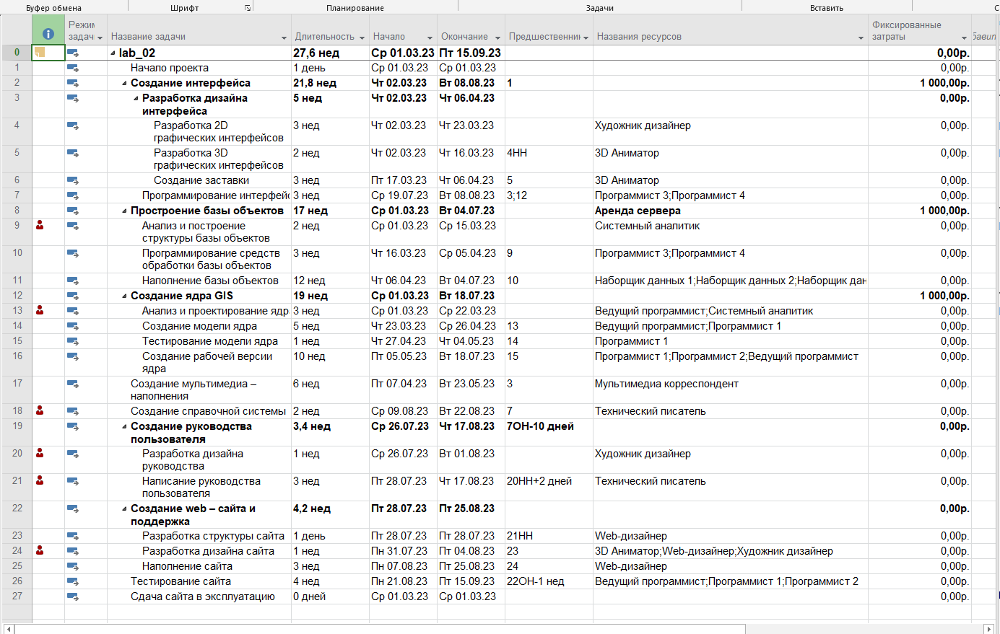 Буфер обмена Шрифт Планирование Задачи Вставить С
Режим задач Название задачи Длительность Начало Окончание Предшественник Названия ресурсов Фиксированные затраты
0 lab_02 27,6 нед Ср 01.03.23 Пт 15.09.23 0,00р.
1 Начало проекта 1 день Ср 01.03.23 Ср 01.03.23 0,00р.
2 Создание интерфейса 21,8 нед Чт 02.03.23 Вт 08.08.23 1 1 000,00р.
3 Разработка дизайна 5 нед Чт 02.03.23 Чт 06.04.23 0,00р.
интерфейса
4 Разработка 2D 3 нед Чт 02.03.23 Чт 23.03.23 Художник дизайнер 0,00р.
графических интерфейсов
5 Разработка 3D 2 нед Чт 02.03.23 Чт 16.03.23 4НН 3D Аниматор 0,00р.
графических интерфейсов
6 Создание заставки 3 нед Пт 17.03.23 Чт 06.04.23 5 3D Аниматор 0,00р.
7 Программирование интерфейс 3 нед Ср 19.07.23 Вт 08.08.23 3;12 Программист 3;Программист 4 0,00р.
8 Простроение базы объектов 17 нед Ср 01.03.23 Вт 04.07.23 Аренда сервера 1 000,00р.
9 Анализ и построение 2 нед Ср 01.03.23 Ср 15.03.23 Системный аналитик 0,00р.
структуры базы объектов
10 Программирование средств 3 нед Чт 16.03.23 Ср 05.04.23 9 Программист 3;Программист 4 0,00р.
обработки базы объектов
11 Наполнение базы объектов 12 нед Чт 06.04.23 Вт 04.07.23 10 Наборщик данных 1;Наборщик данных 2;Наборщик дан 0,00р.
12 Создание ядра GIS 19 нед Ср 01.03.23 Вт 18.07.23 1 000,00р.
13 Анализ и проектирование ядр 3 нед Ср 01.03.23 Ср 22.03.23 Ведущий программист;Системный аналитик 0,00р.
14 Создание модели ядра 5 нед Чт 23.03.23 Ср 26.04.23 13 Ведущий программист;Программист 1 0,00р.
15 Тестирование модели ядра 1 нед Чт 27.04.23 Чт 04.05.23 14 Программист 1 0,00р.
16 Создание рабочей версии 10 нед Пт 05.05.23 Вт 18.07.23 15 Программист 1;Программист 2;Ведущий программист 0,00р.
ядра
17 Создание мультимедиа – 6 нед Пт 07.04.23 Вт 23.05.23 3 Мультимедиа корреспондент 0,00р.
наполнения
18 Создание справочной системы 2 нед Ср 09.08.23 Вт 22.08.23 7 Технический писатель 0,00р.
19 Создание руководства 3,4 нед Ср 26.07.23 Чт 17.08.23 7ОН-10 дней 0,00р.
пользователя
20 Разработка дизайна 1 нед Ср 26.07.23 Вт 01.08.23 Художник дизайнер 0,00р.
руководства
21 Написание руководства 3 нед Пт 28.07.23 Чт 17.08.23 20НН+2 дней Технический писатель 0,00р.
пользователя
22 Создание web – сайта и 4,2 нед Пт 28.07.23 Пт 25.08.23 0,00р.
поддержка
23 Разработка структуры сайта 1 день Пт 28.07.23 Пт 28.07.23 21НН Web-дизайнер 0,00р.
24 Разработка дизайна сайта 1 нед Пн 31.07.23 Пт 04.08.23 23 3D Аниматор;Web-дизайнер;Художник дизайнер 0,00р.
25 Наполнение сайта 3 нед Пн 07.08.23 Пт 25.08.23 24 Web-дизайнер 0,00р.
26 Тестирование сайта 4 нед Пн 21.08.23 Пт 15.09.23 22ОН-1 нед Ведущий программист;Программист 1;Программист 2 0,00р.
27 Сдача сайта в эксплуатацию 0 дней Ср 01.03.23 Ср 01.03.23 0,00р.